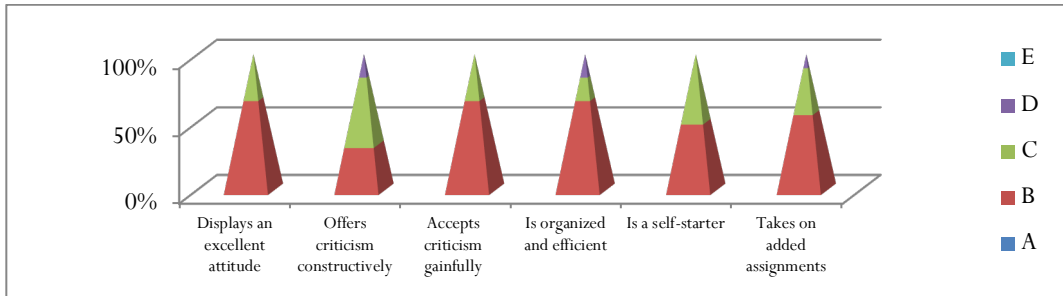 100%
50%
0%
Displays an
excellent
attitude
Offers
criticism
constructively
Accepts
criticism
gainfully
Is organized
and efficient
Is a self-starter
Takes on
added
assignments
E
D
C
B
A